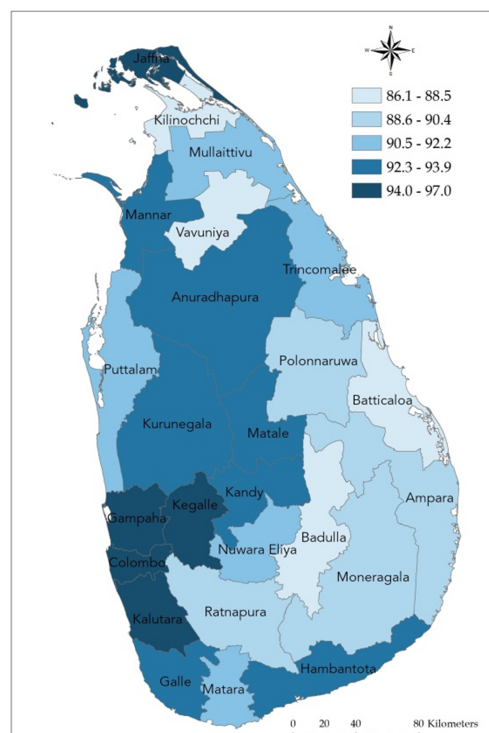 N
W E
S
Jaffna
86.1 - 88.5
88.6 - 90.4
90.5 - 92.2
92.3 - 93.9
94.0 - 97.0
Kilinochchi
Mullaittivu
Mannar
Vavuniya
Trincomalee
Anuradhapura
Polonnaruwa
Puttalam
Batticaloa
Kurunegala
Matale
Kandy
Kegalle
Ampara
Gampaha
Badulla
Nuwara Eliya
Colombo
Moneragala
Ratnapura
Kalutara
Hambantota
Galle
Matara
0 20 40 80 Kilometers